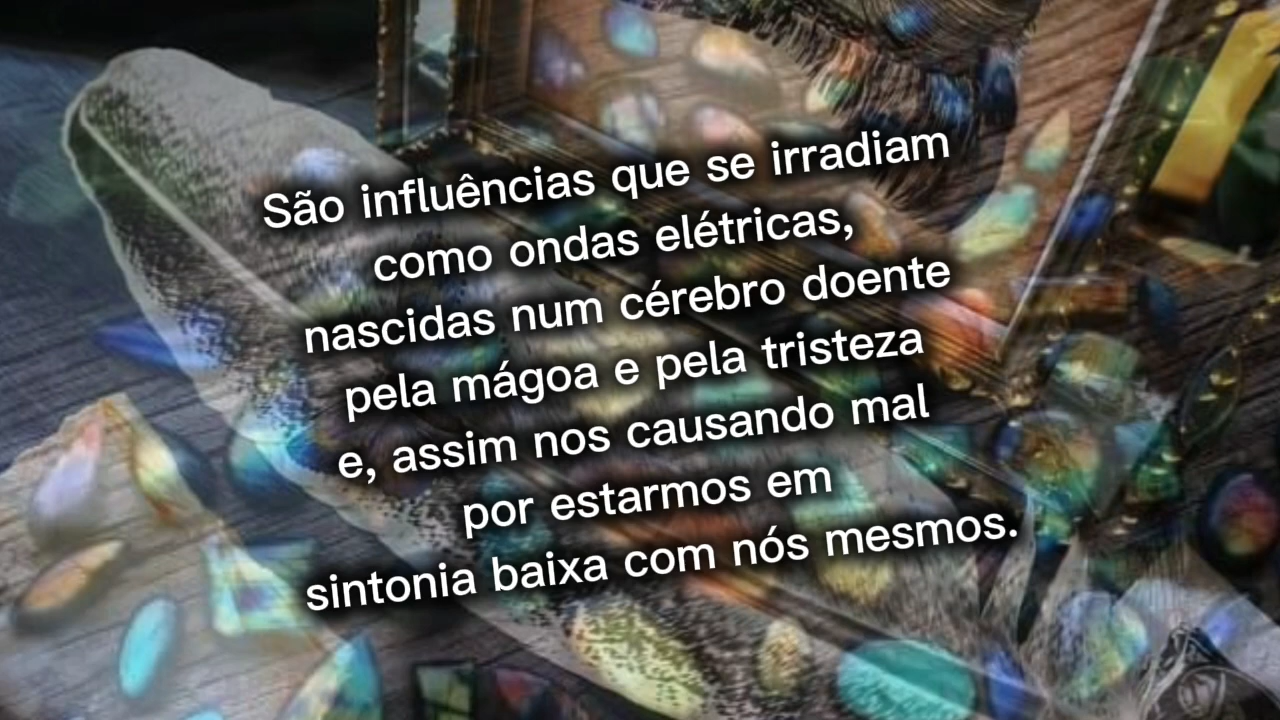 São influências que se irradiam
como ondas elétricas,
nascidas num cérebro doente
pela mágoa e pela tristeza
e, assim nos causando mal
por estarmos em
sintonia baixa com nós mesmos.